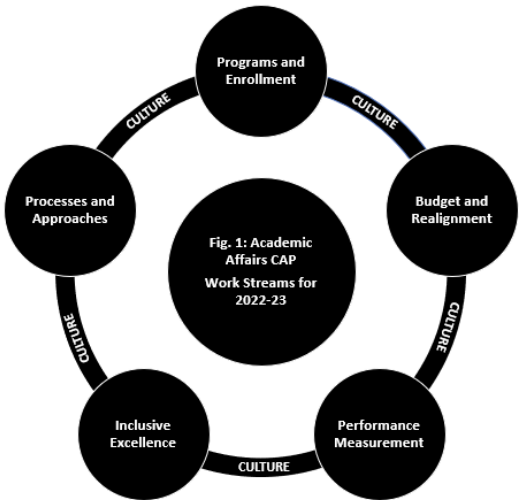 Programs and
Enrollment
CULTURE
CULTURE
Processes and
Approaches
Budget and
Realignment
Fig. 1: Academic
Affairs CAP
Work Streams for
2022-23
CULTURE
CULTURE
Inclusive
Excellence
Performance
Measurement
CULTURE